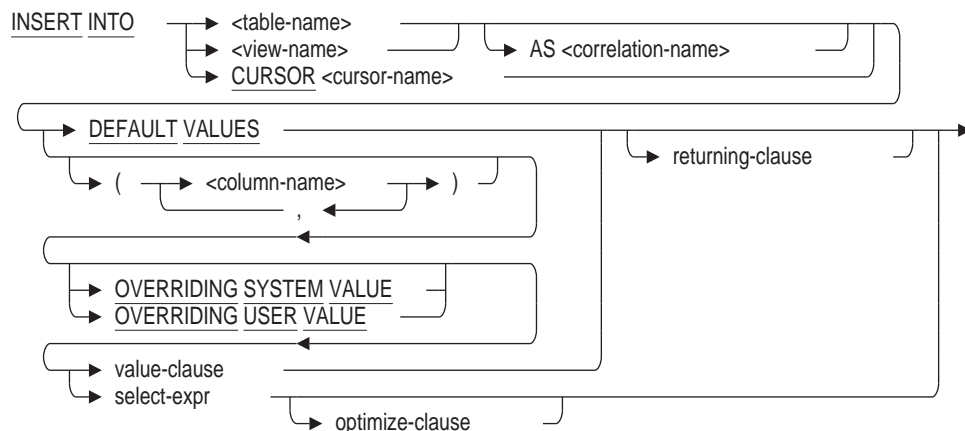 INSERT INTO <table-name>
<view-name> AS <correlation-name>
CURSOR <cursor-name>
DEFAULT VALUES returning-clause
( <column-name> )
,
OVERRIDING SYSTEM VALUE
OVERRIDING USER VALUE
value-clause
select-expr
optimize-clause